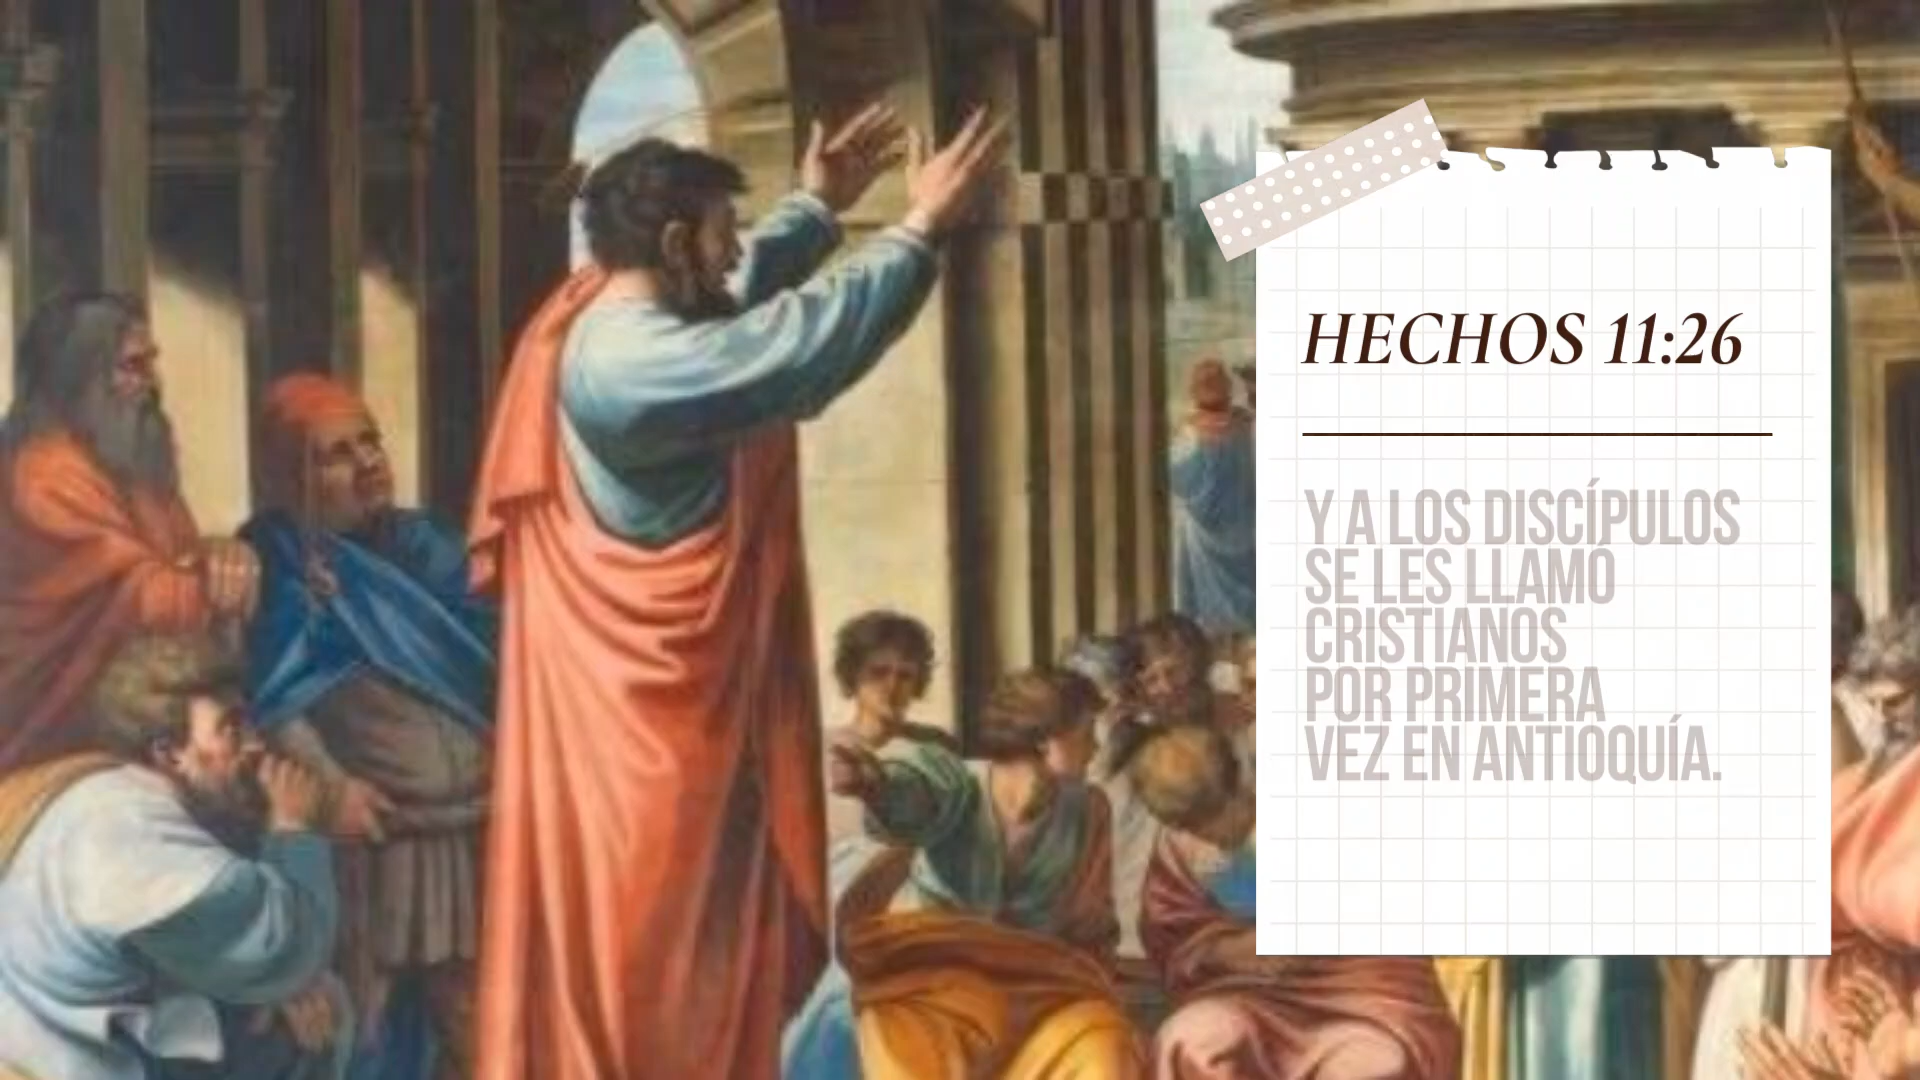 HECHOS 11:26
Y A LOS DISCÍPULOS
SE LES LLAMÓ
CRISTIANOS
POR PRIMERA
VEZ EN ANTIOQUÍA.